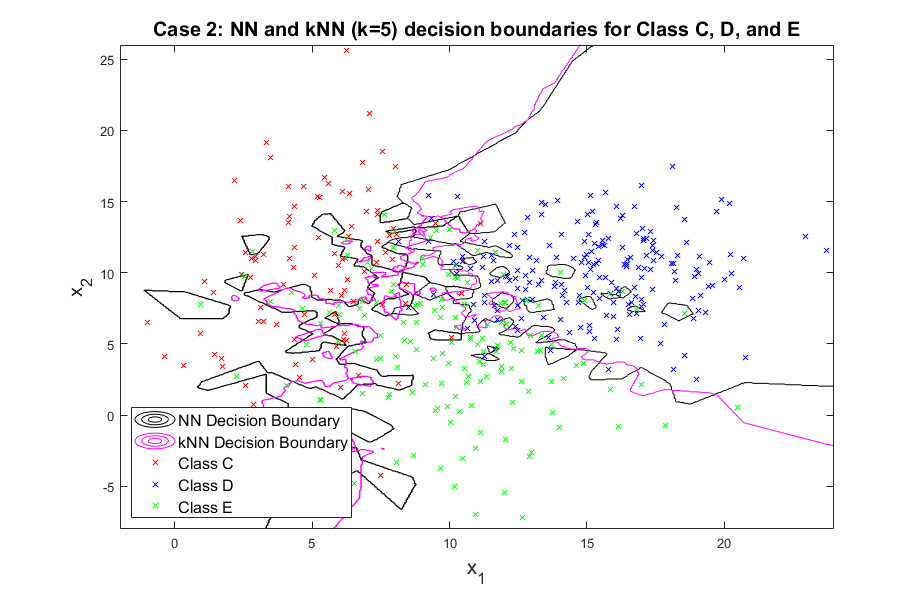 Case 2: NN and kNN (k=5) decision boundaries for Class C, D, and E
x2
25
20
15
10
5
0
-5
NN Decision Boundary
kNN Decision Boundary
Class C
Class D
Class E
0 5 10 15 20
x1